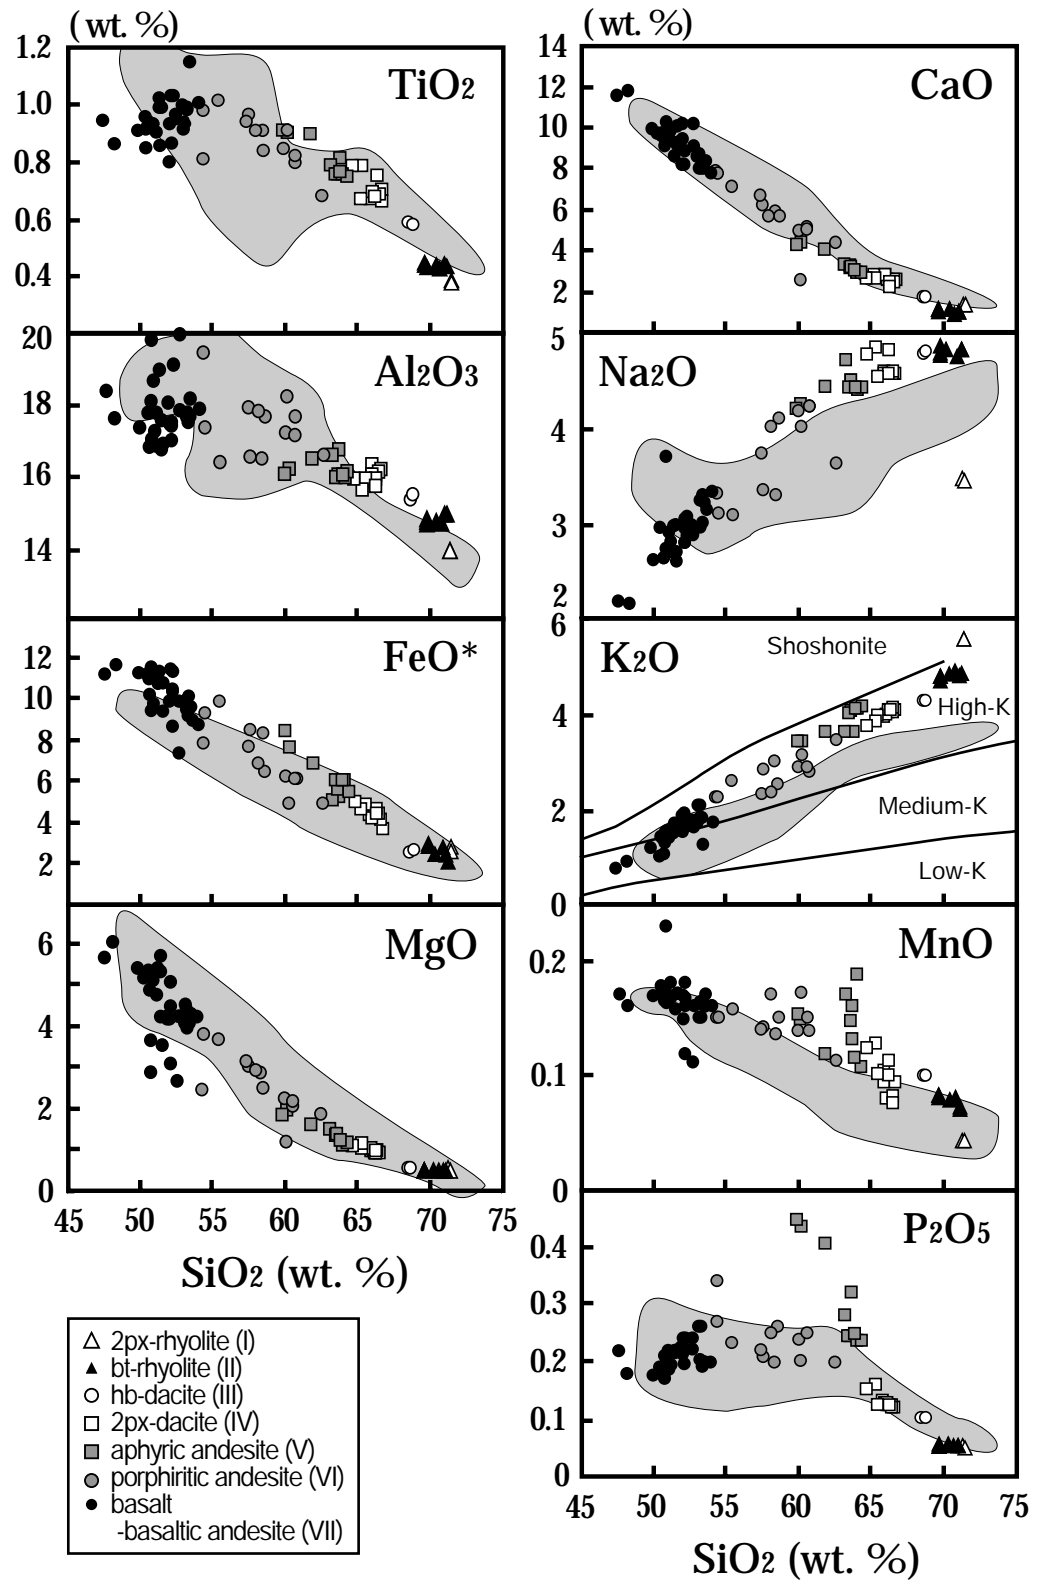 (wt. %)
1.2
1.0
0.8
0.6
0.4
TiO2
20
18
16
14
Al2O3
12
10
8
6
4
2
FeO*
6
4
2
0
MgO
45 50 55 60 65 70 75
SiO2 (wt. %)
2px-rhyolite (I)
bt-rhyolite (II)
hb-dacite (III)
2px-dacite (IV)
aphyric andesite (V)
porphiritic andesite (VI)
basalt
-basaltic andesite (VII)
(wt. %)
14
12
10
8
6
4
2
CaO
5
4
3
2
Na2O
6
4
2
0
K2O
Shoshonite
High-K
Medium-K
Low-K
0.2
0.1
0
MnO
0.4
0.3
0.2
0.1
0
P2O5
45 50 55 60 65 70 75
SiO2 (wt. %)